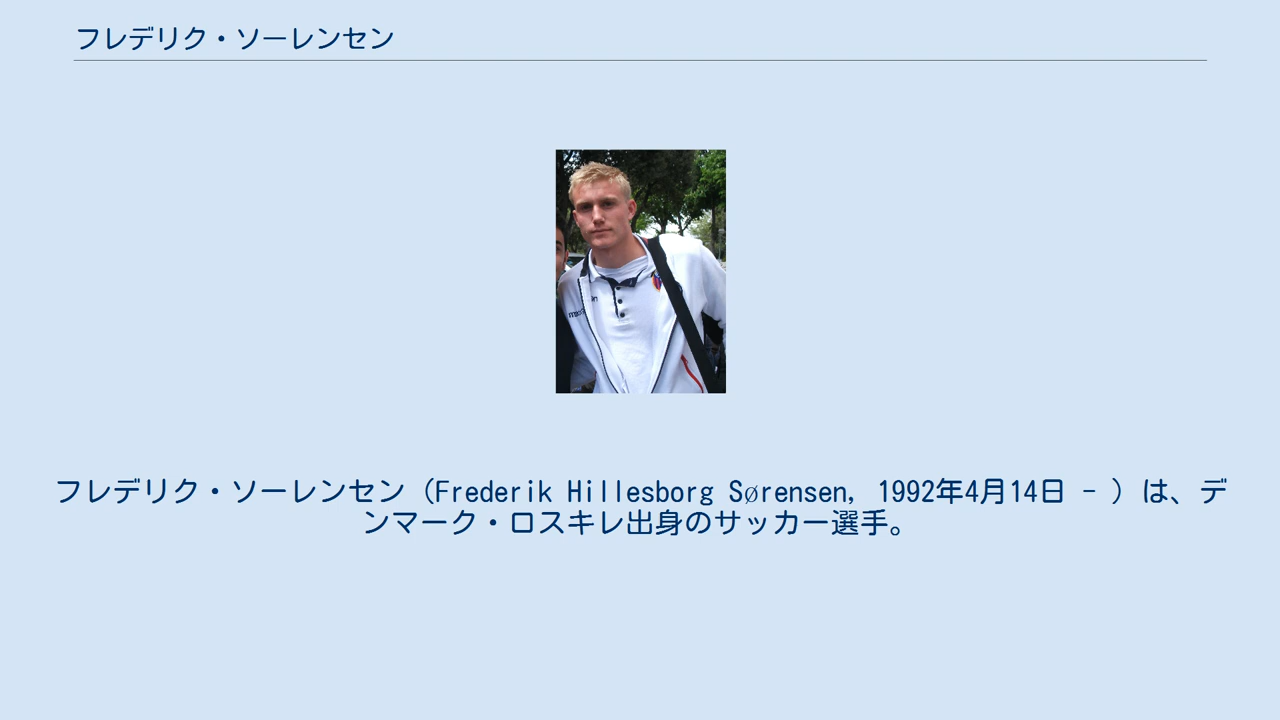 フレデリク・ソーレンセン
フレデリク・ソーレンセン（Frederik Hillesborg Sørensen, 1992年4月14日 - ）は、デ
ンマーク・ロスキレ出身のサッカー選手。